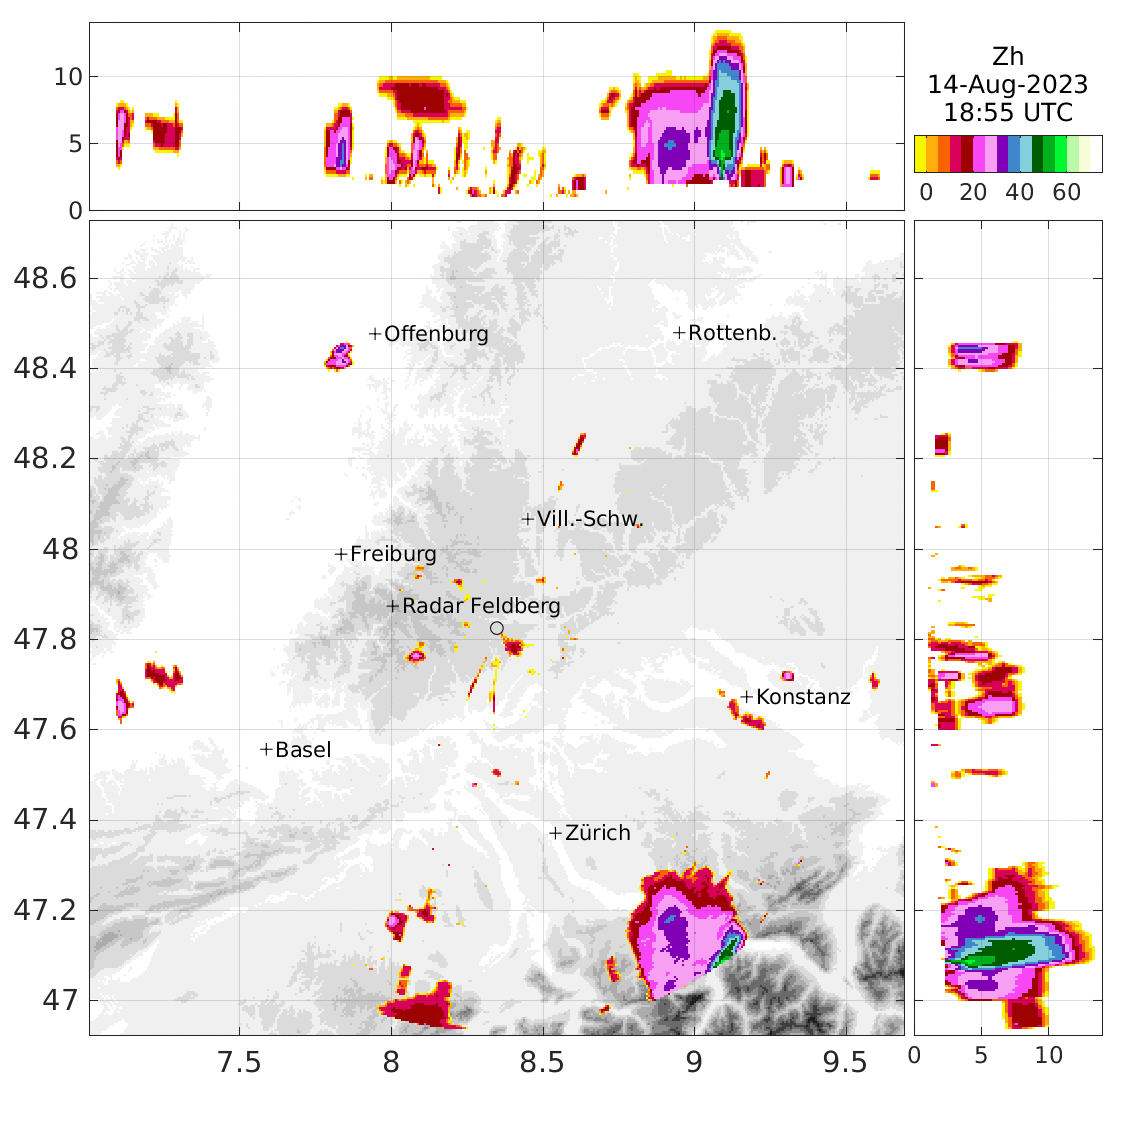 Zh
14-Aug-2023
18:55 UTC
0 20 40 60
10
5
0
48.6
48.4
48.2
48
47.8
47.6
47.4
47.2
47
+Offenburg
+Rottenb.
+Vill.-Schw.
+Freiburg
+Radar Feldberg
+Konstanz
+Basel
+Zürich
7.5 8 8.5 9 9.5
0 5 10